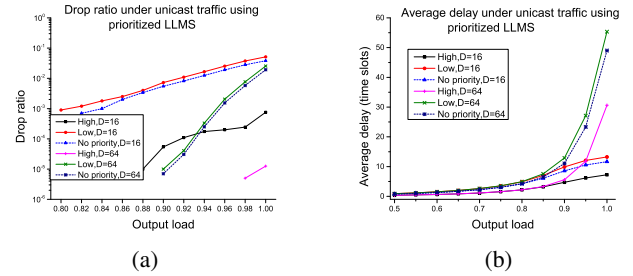 Drop ratio under unicast traffic using
prioritized LLMS
Drop ratio
10⁰
10⁻¹
10⁻²
10⁻³
10⁻⁴
10⁻⁵
10⁻⁶
High,D=16
Low,D=16
No priority,D=16
High,D=64
Low,D=64
No priority,D=64
0.80 0.82 0.84 0.86 0.88 0.90 0.92 0.94 0.96 0.98 1.00
Output load
(a)
Average delay under unicast traffic using
prioritized LLMS
Average delay (time slots)
60
50
40
30
20
10
0
High,D=16
Low,D=16
No priority,D=16
High,D=64
Low,D=64
No priority,D=64
0.5 0.6 0.7 0.8 0.9 1.0
Output load
(b)